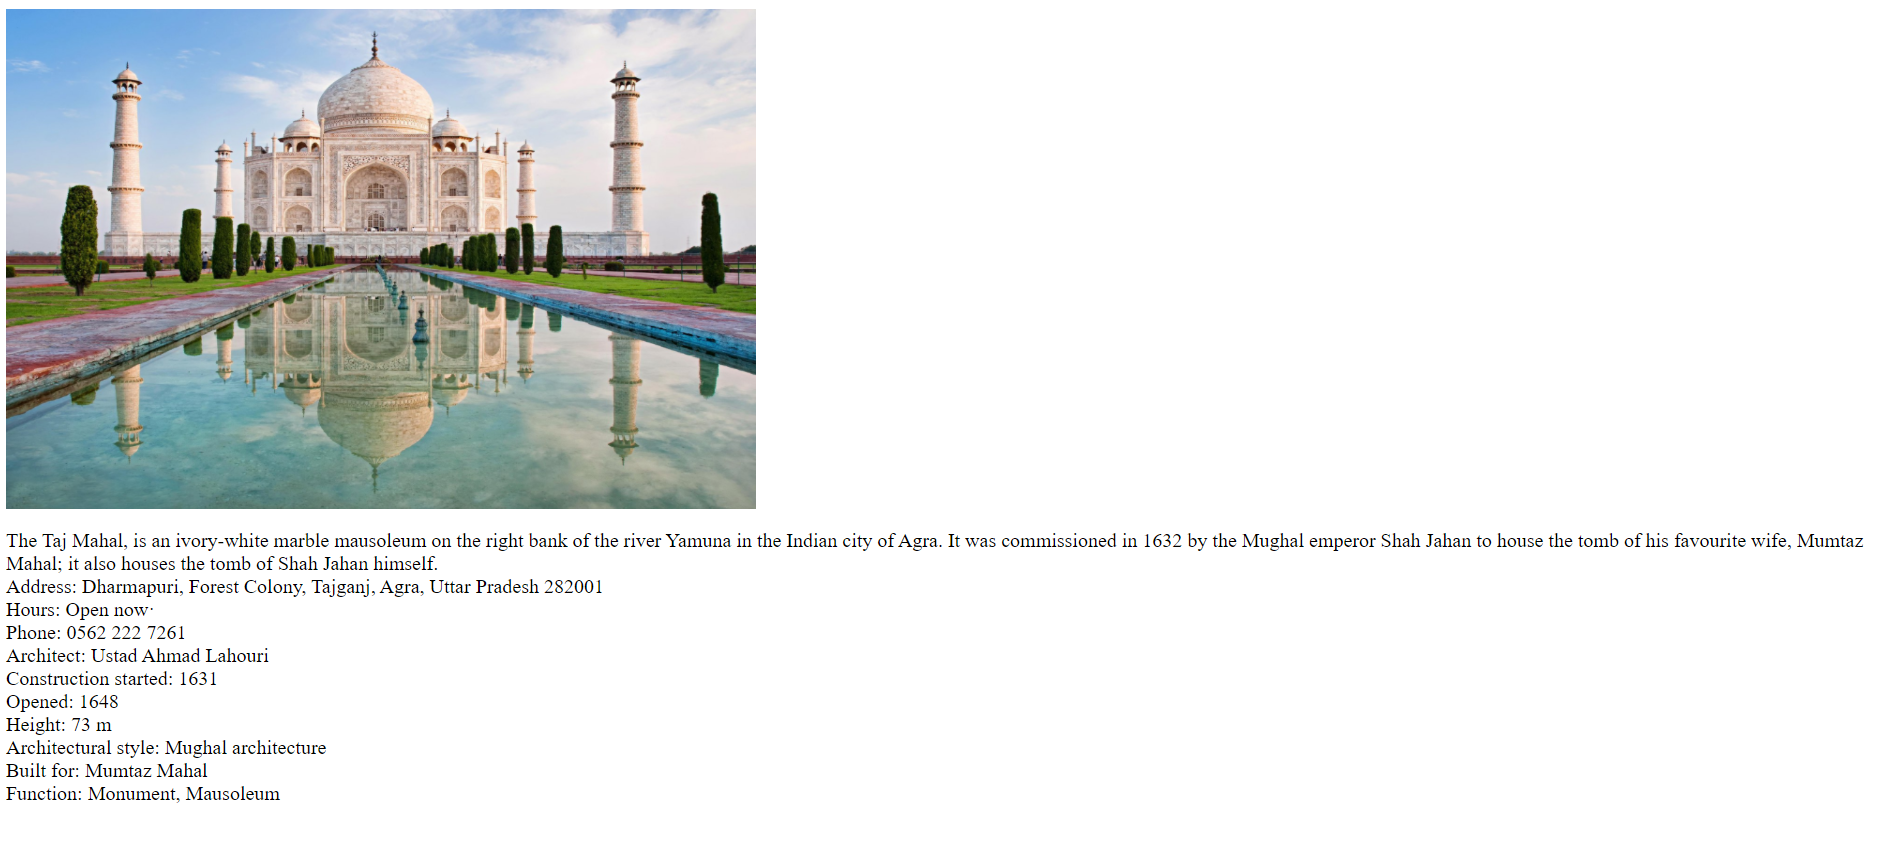 The Taj Mahal, is an ivory-white marble mausoleum on the right bank of the river Yamuna in the Indian city of Agra. It was commissioned in 1632 by the Mughal emperor Shah Jahan to house the tomb of his favourite wife, Mumtaz
Mahal; it also houses the tomb of Shah Jahan himself.
Address: Dharmapuri, Forest Colony, Tajganj, Agra, Uttar Pradesh 282001
Hours: Open now·
Phone: 0562 222 7261
Architect: Ustad Ahmad Lahouri
Construction started: 1631
Opened: 1648
Height: 73 m
Architectural style: Mughal architecture
Built for: Mumtaz Mahal
Function: Monument, Mausoleum